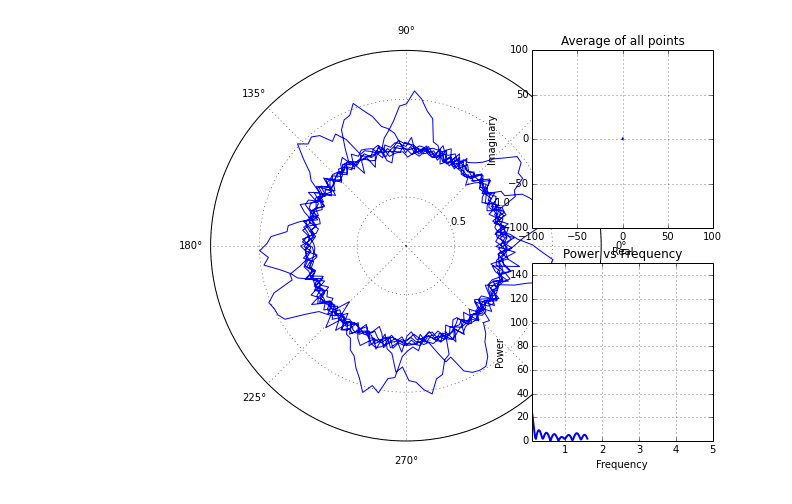 90°
135°
180°
225°
270°
0°
0.5
1.0
Average of all points
Imaginary
100
50
0
−50
−100
−100 −50 0 50 100
Real
Power vs Frequency
Power
140
120
100
80
60
40
20
0
1 2 3 4 5
Frequency